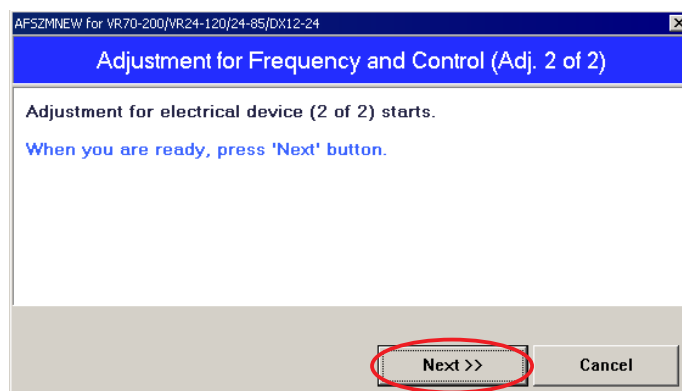 AFSZMNEW for VR70-200/VR24-120/24-85/DX12-24
Adjustment for Frequency and Control (Adj. 2 of 2)
Adjustment for electrical device (2 of 2) starts.
When you are ready, press 'Next' button.
Next >>
Cancel